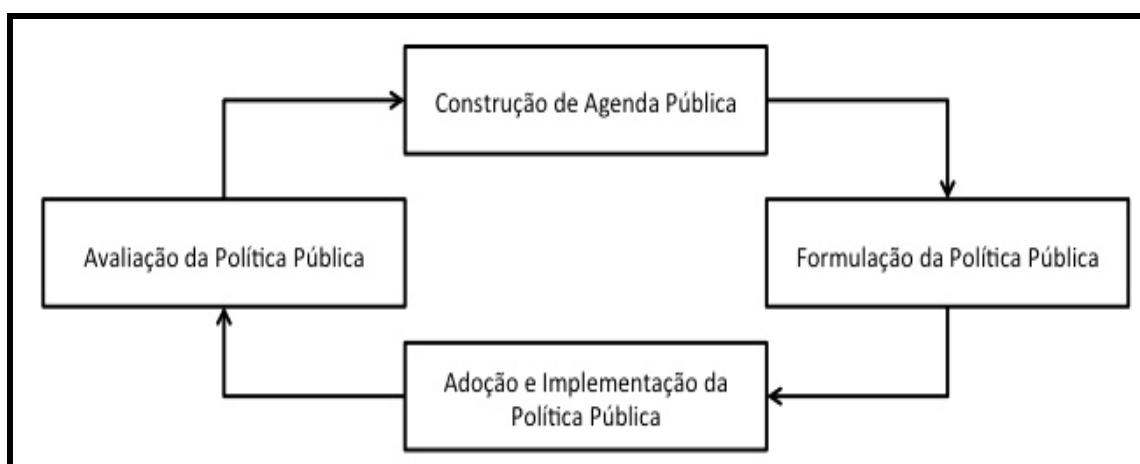 Construção de Agenda Pública
Avaliação da Política Pública
Formulação da Política Pública
Adoção e Implementação da
Política Pública